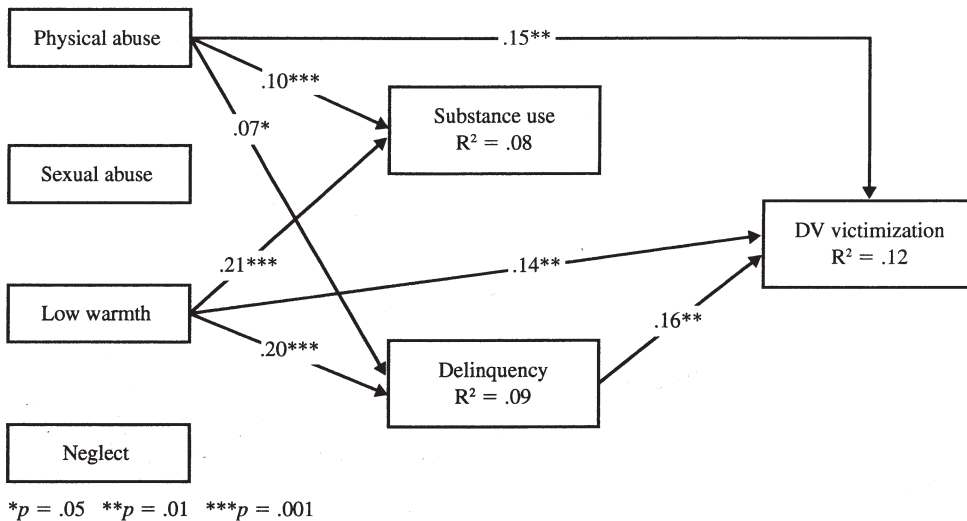 Physical abuse
.15**
.10***
Substance use
R² = .08
.07*
Sexual abuse
DV victimization
R² = .12
.21***
.14**
Low warmth
.16**
.20***
Delinquency
R² = .09
Neglect
*p = .05 **p = .01 ***p = .001